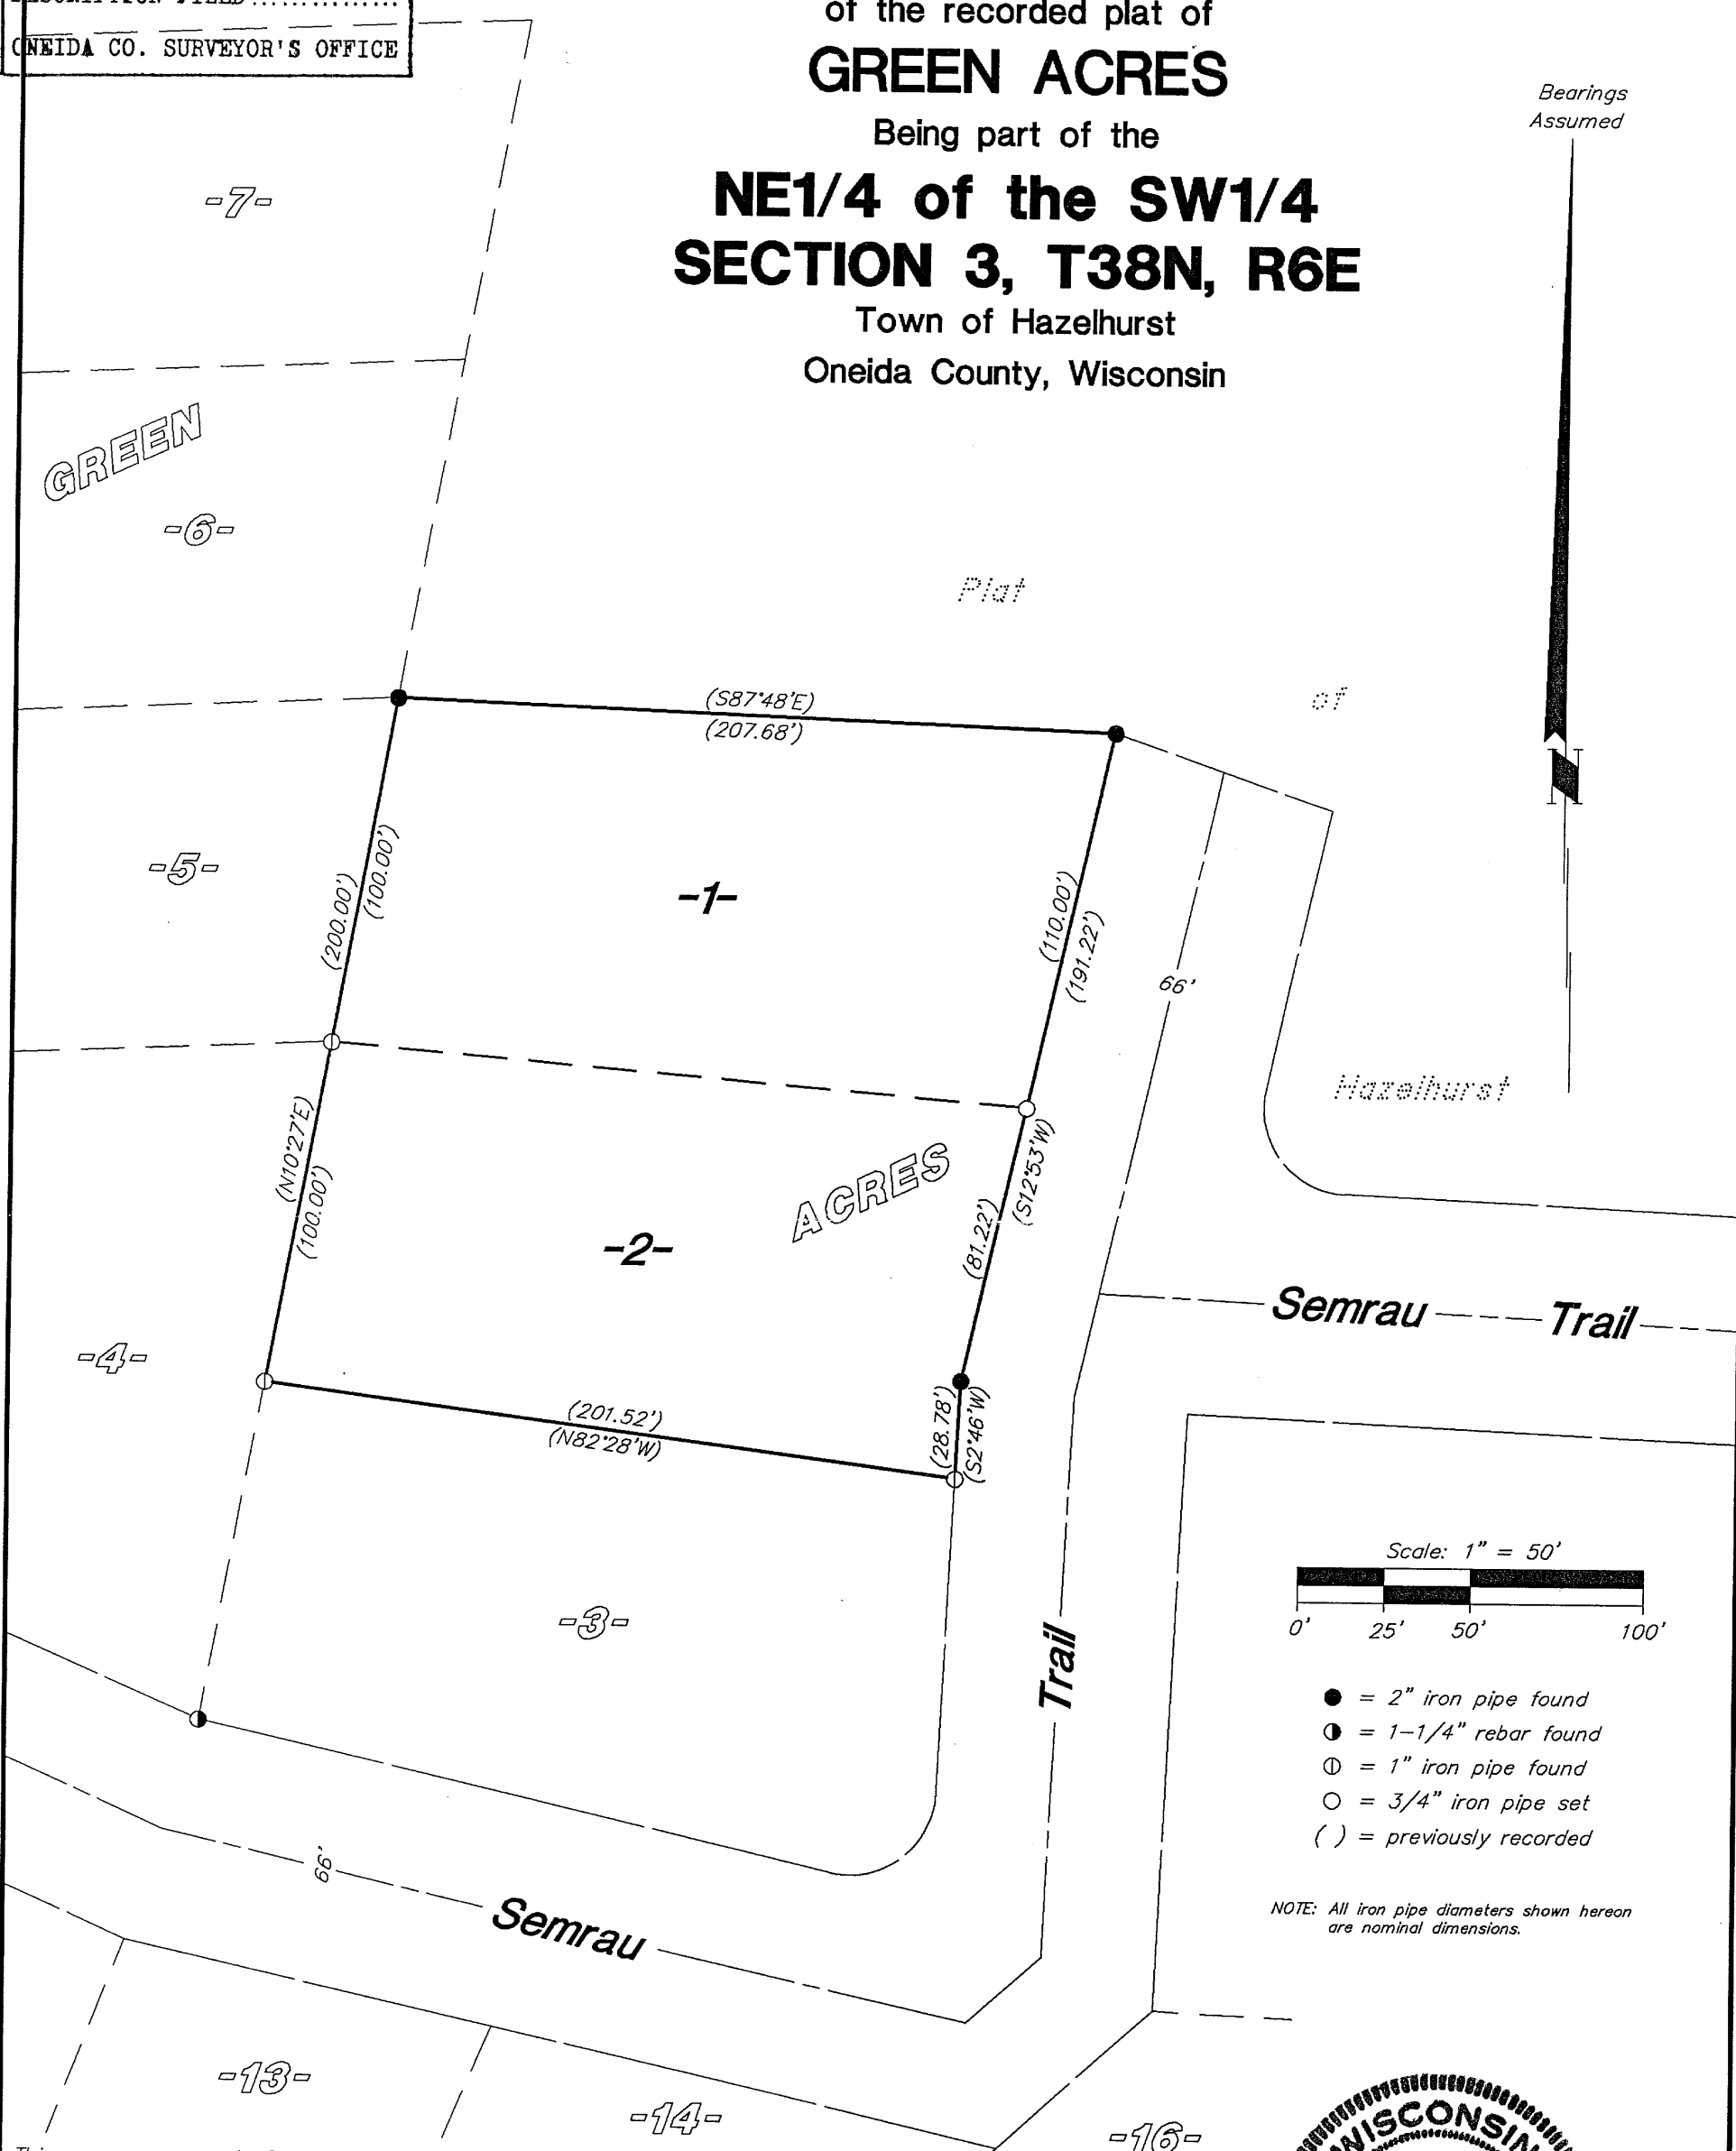 ONEIDA CO. SURVEYOR'S OFFICE
of the recorded plat of
GREEN ACRES
Being part of the
NE1/4 of the SW1/4
SECTION 3, T38N, R6E
Town of Hazelhurst
Oneida County, Wisconsin
Bearings
Assumed
N
-7-
GREEN
-6-
Plat
of
Hazelhurst
(S87°48'E)
(207.68')
-5-
(200.00')
(100.00')
-1-
(110.00')
(191.22')
66'
(N10°27'E)
(100.00')
ACRES
-2-
(S12°53'W)
(81.22')
Semrau Trail
-4-
(201.52')
(N82°28'W)
(28.78')
(S2°46'W)
-3-
Trail
Scale: 1" = 50'
0' 25' 50' 100'
● = 2" iron pipe found
◑ = 1-1/4" rebar found
⦶ = 1" iron pipe found
○ = 3/4" iron pipe set
( ) = previously recorded
NOTE: All iron pipe diameters shown hereon
are nominal dimensions.
66'
Semrau
-13-
-14-
-16-
WISCONSIN